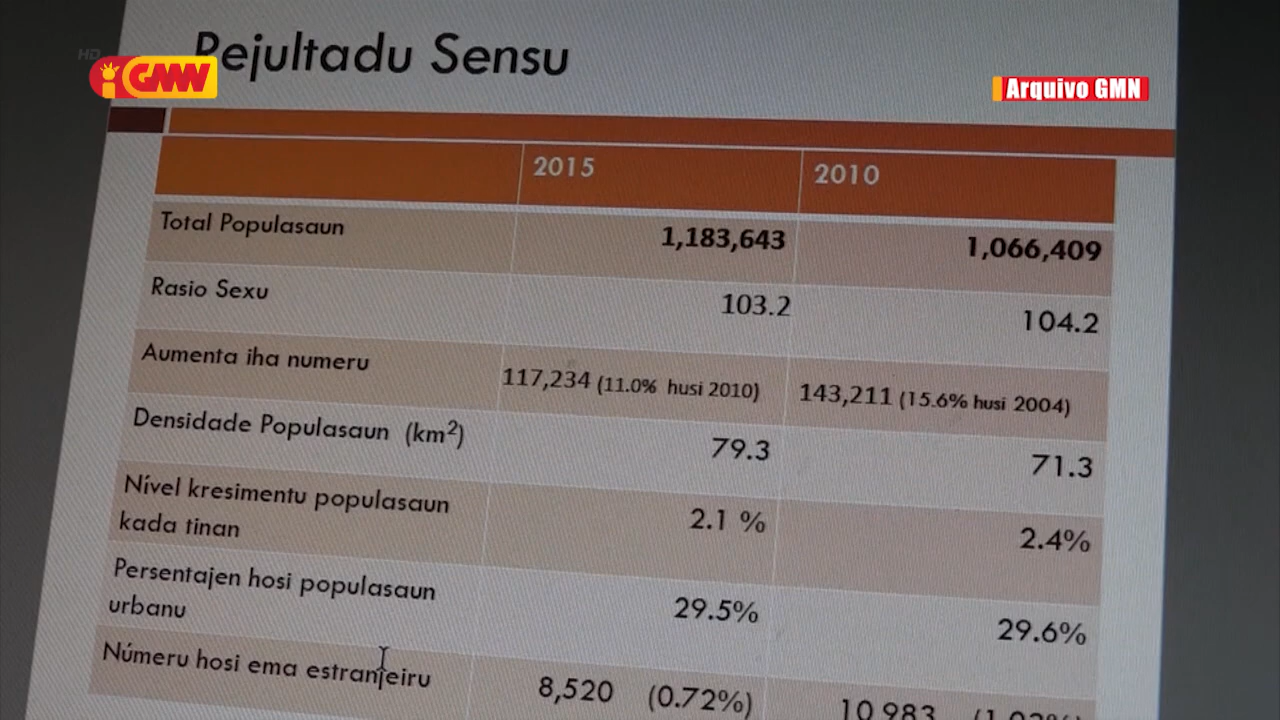 HD
GMN
Rejultadu Sensu
Arquivo GMN
2015 2010
Total Populasaun 1,183,643 1,066,409
Rasio Sexu 103.2 104.2
Aumenta iha numeru 117,234 (11.0% husi 2010) 143,211 (15.6% husi 2004)
Densidade Populasaun (km²) 79.3 71.3
Nível kresimentu populasaun
kada tinan 2.1 % 2.4%
Persentajen hosi populasaun
urbanu 29.5% 29.6%
Númeru hosi ema estranjeiru 8,520 (0.72%) 10,983